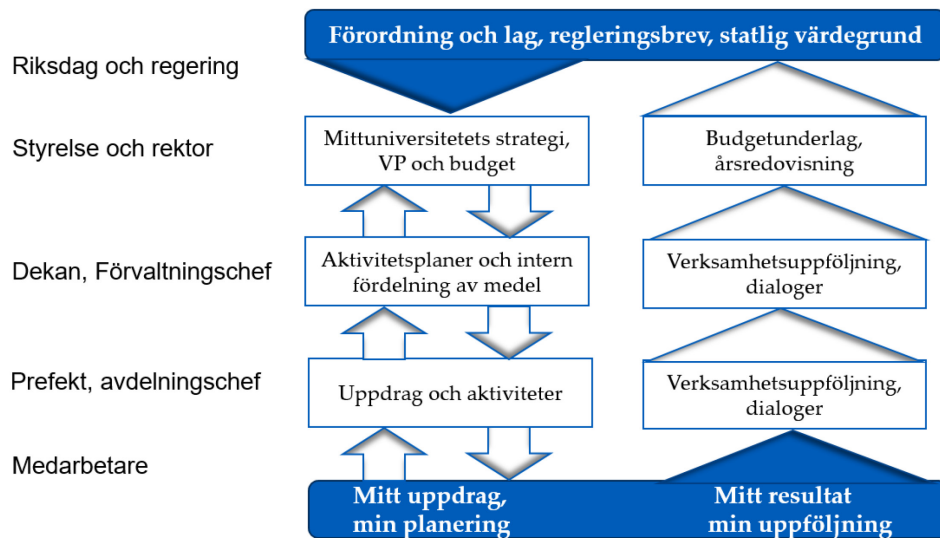 Förordning och lag, regleringsbrev, statlig värdegrund
Riksdag och regering
Styrelse och rektor
Mittuniversitetets strategi,
VP och budget
Budgetunderlag,
årsredovisning
Dekan, Förvaltningschef
Aktivitetsplaner och intern
fördelning av medel
Verksamhetsuppföljning,
dialoger
Prefekt, avdelningschef
Uppdrag och aktiviteter
Verksamhetsuppföljning,
dialoger
Medarbetare
Mitt uppdrag,
min planering
Mitt resultat
min uppföljning